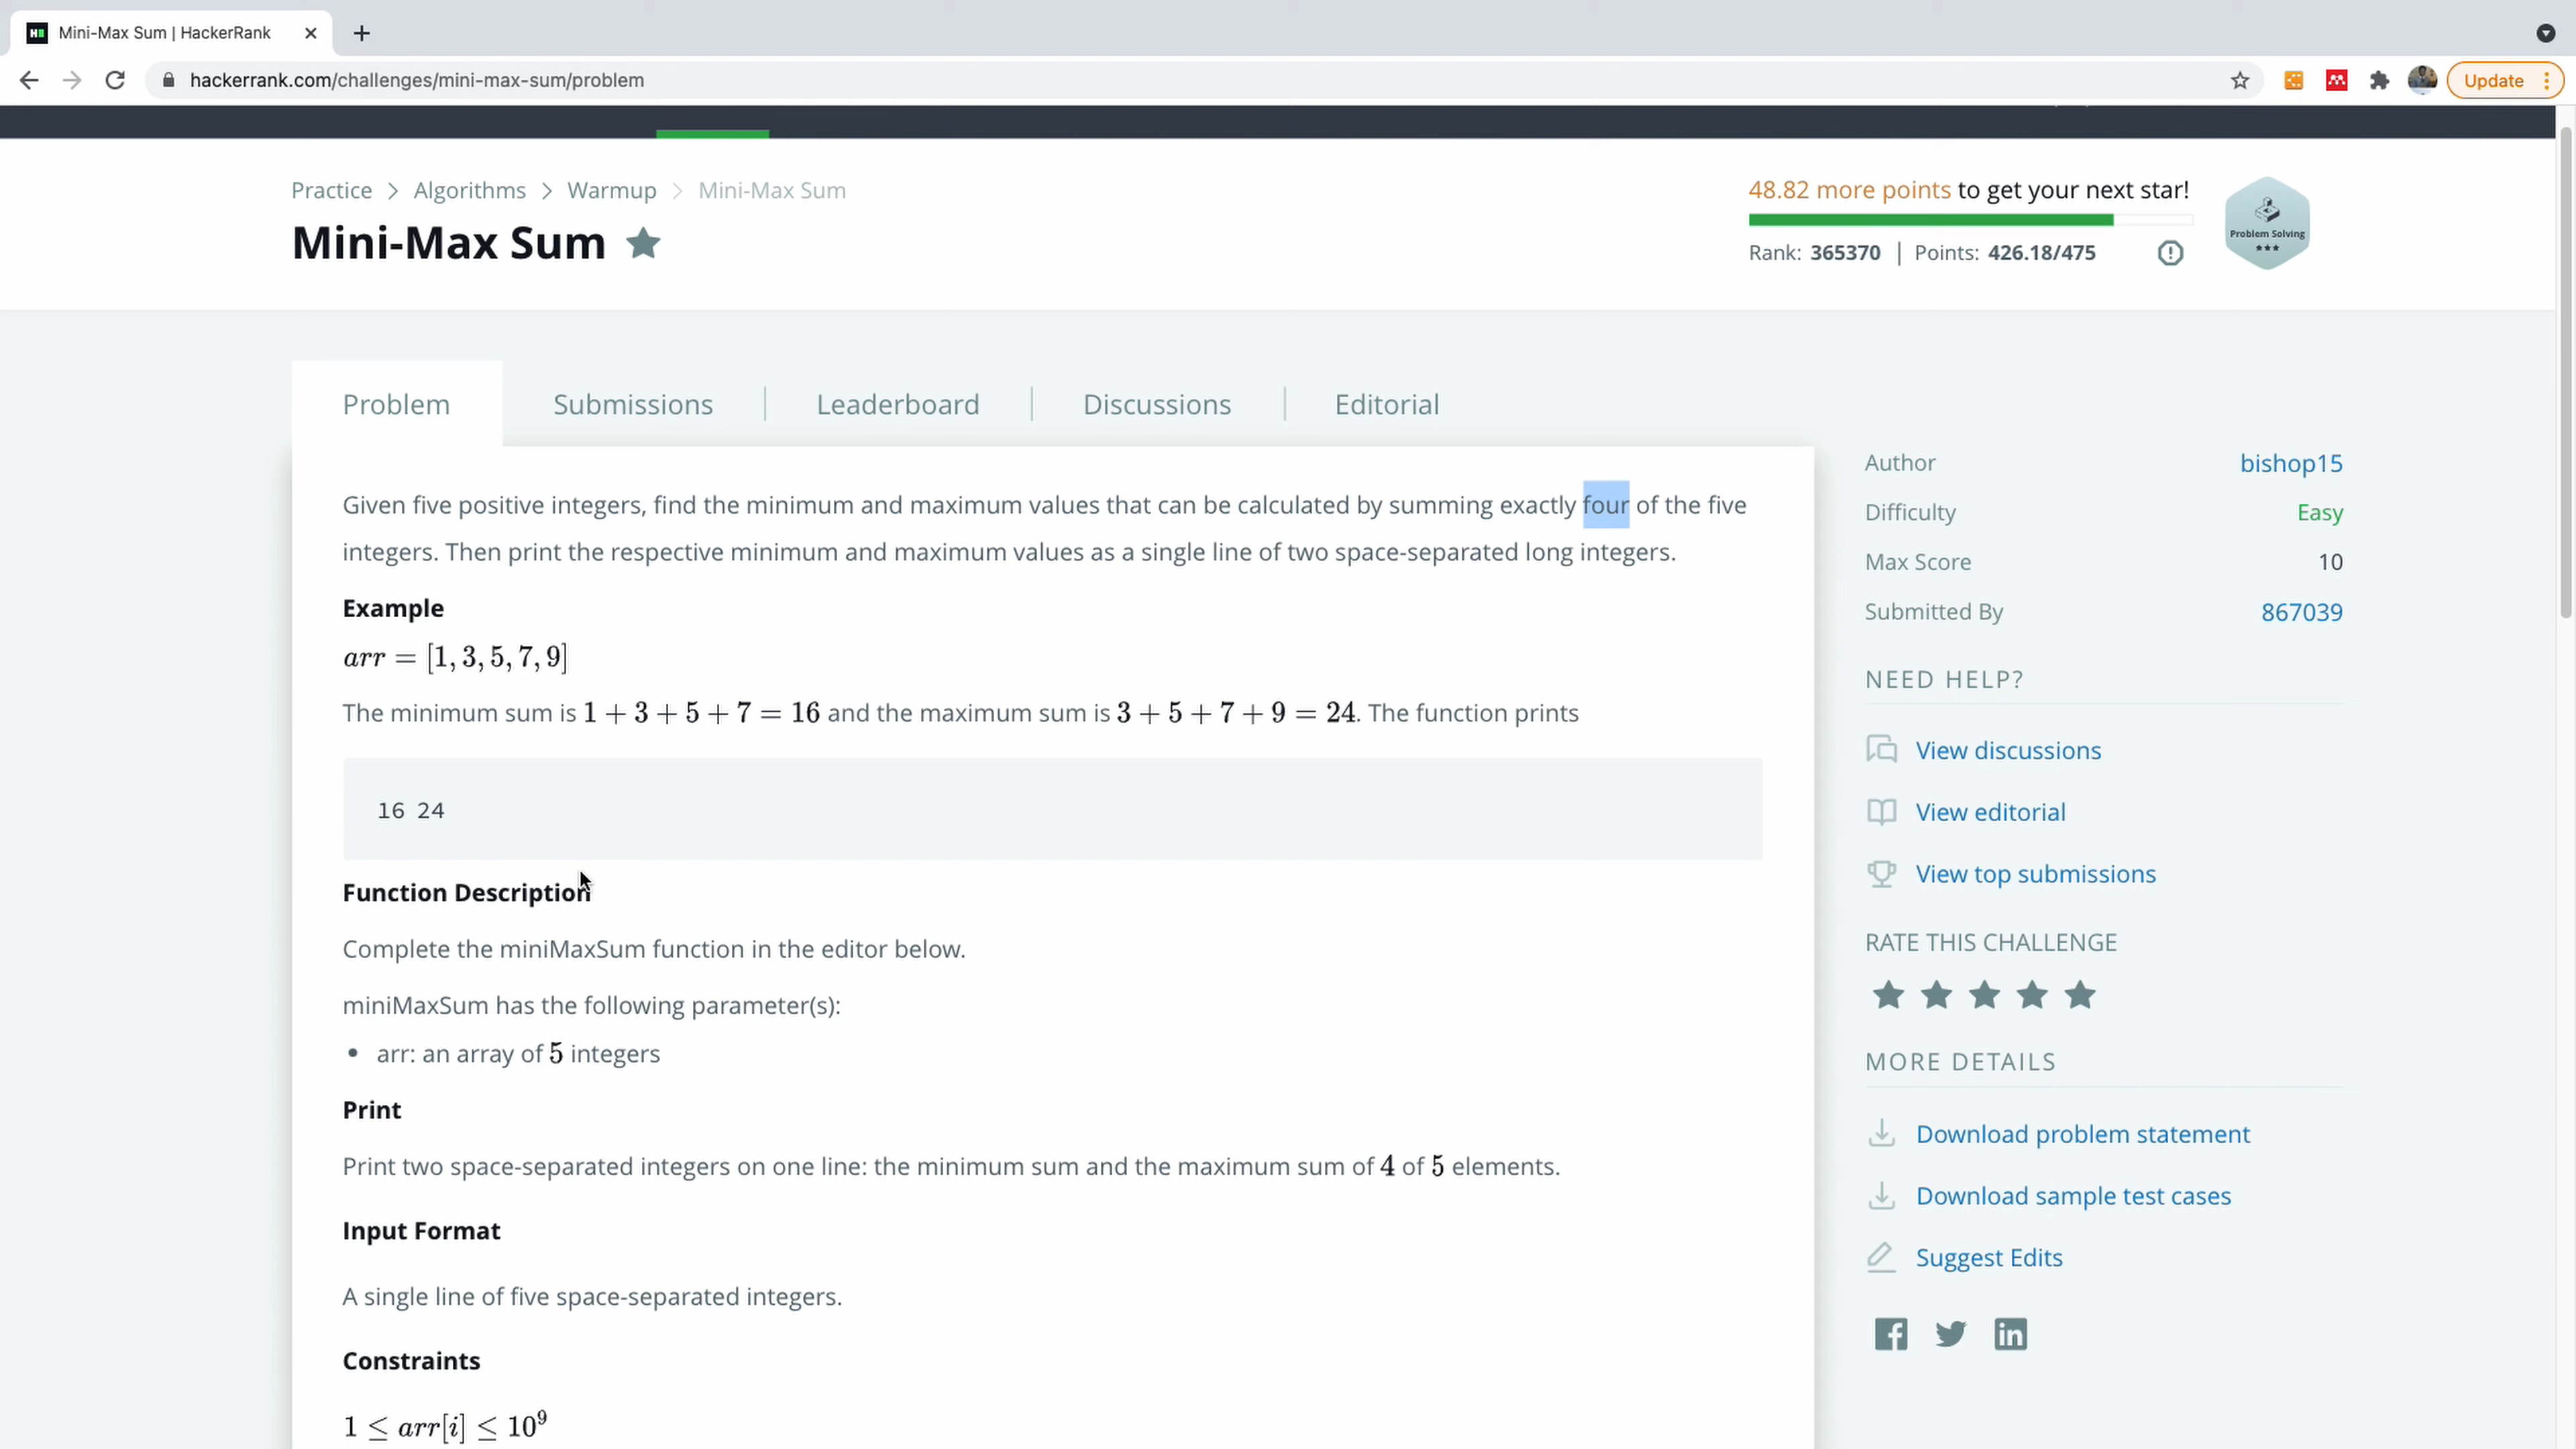 Mini-Max Sum | HackerRank
hackerrank.com/challenges/mini-max-sum/problem
Update
Practice > Algorithms > Warmup > Mini-Max Sum
Mini-Max Sum
48.82 more points to get your next star!
Rank: 365370 | Points: 426.18/475
Problem Solving
Problem
Submissions
Leaderboard
Discussions
Editorial
Given five positive integers, find the minimum and maximum values that can be calculated by summing exactly four of the five
integers. Then print the respective minimum and maximum values as a single line of two space-separated long integers.
Example
arr = [1, 3, 5, 7, 9]
The minimum sum is 1 + 3 + 5 + 7 = 16 and the maximum sum is 3 + 5 + 7 + 9 = 24. The function prints
16 24
Function Description
Complete the miniMaxSum function in the editor below.
miniMaxSum has the following parameter(s):
• arr: an array of 5 integers
Print
Print two space-separated integers on one line: the minimum sum and the maximum sum of 4 of 5 elements.
Input Format
A single line of five space-separated integers.
Constraints
1 ≤ arr[i] ≤ 10⁹
Author bishop15
Difficulty Easy
Max Score 10
Submitted By 867039
NEED HELP?
View discussions
View editorial
View top submissions
RATE THIS CHALLENGE
MORE DETAILS
Download problem statement
Download sample test cases
Suggest Edits